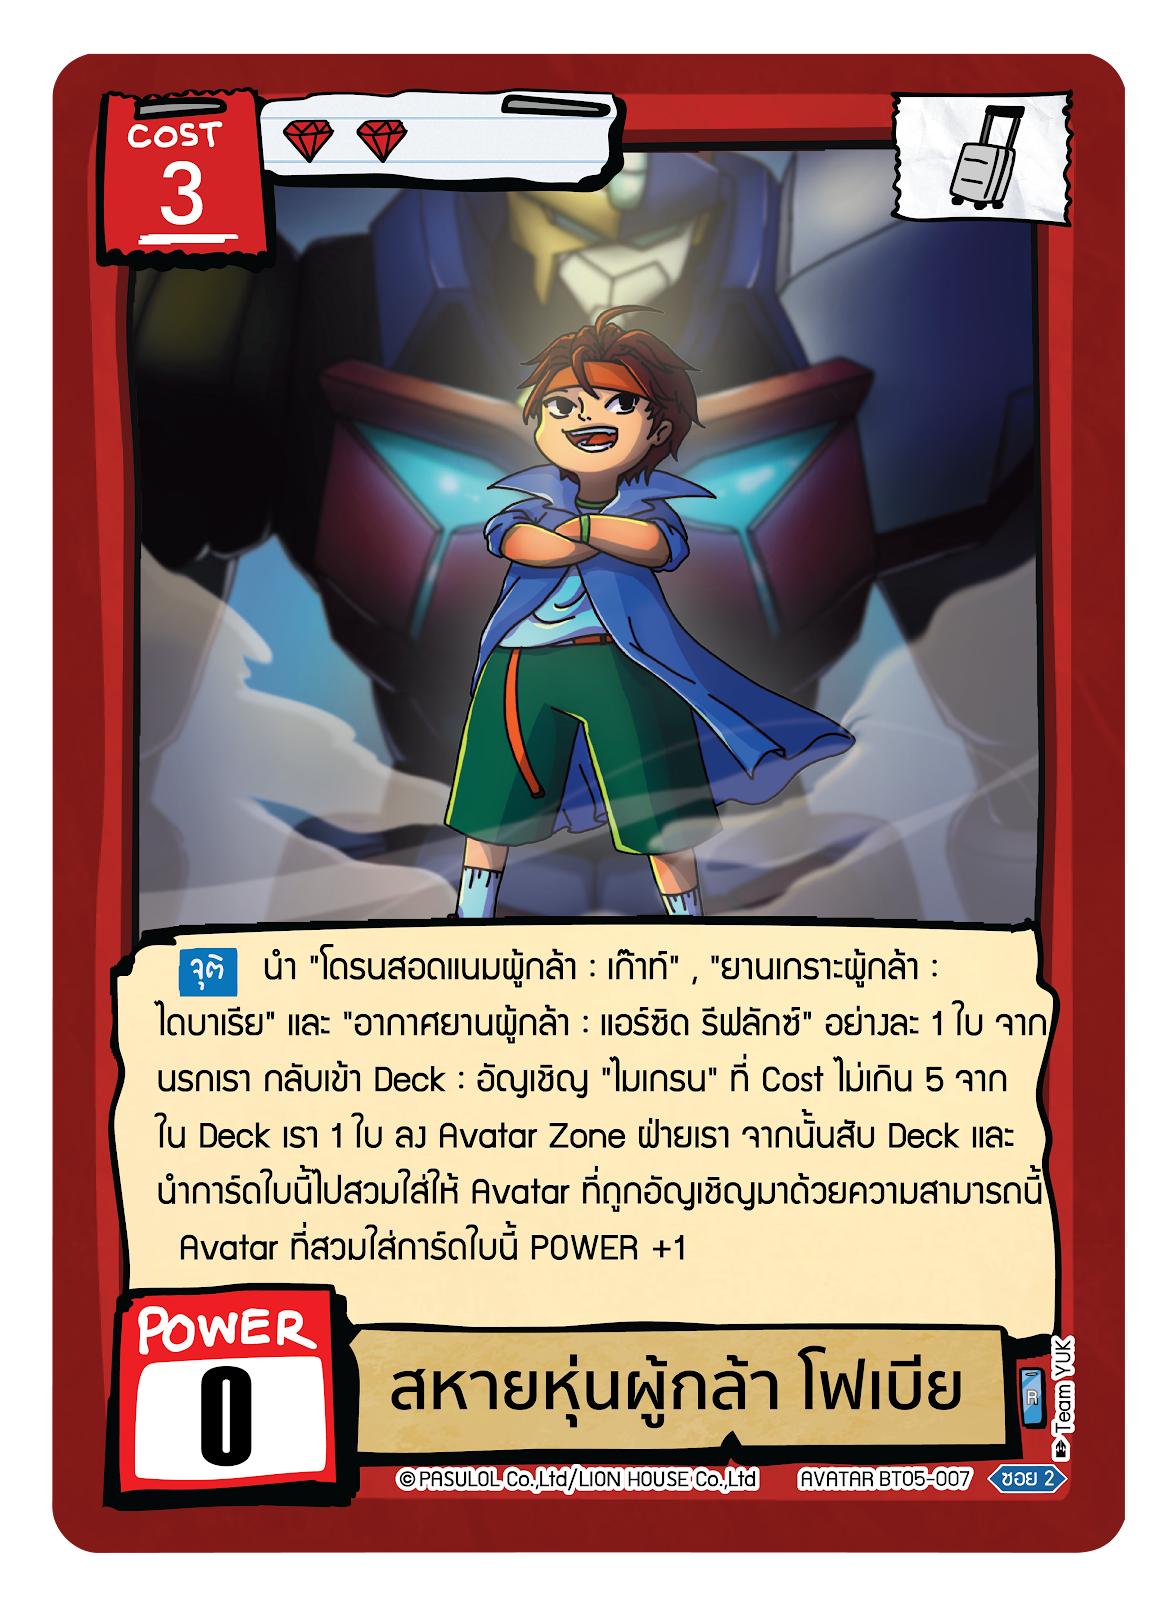 COST
3
จุติ นำ "โดรนสอดแนมผู้กล้า : เก๊าท์" , "ยานเกราะผู้กล้า :
ไดบาเรีย" และ "อากาศยานผู้กล้า : แอร์ซิด รีฟลักซ์" อย่างละ 1 ใบ จาก
นรกเรา กลับเข้า Deck : อัญเชิญ "ไมเกรน" ที่ Cost ไม่เกิน 5 จาก
ใน Deck เรา 1 ใบ ลง Avatar Zone ฝ่ายเรา จากนั้นสับ Deck และ
นำการ์ดใบนี้ไปสวมใส่ให้ Avatar ที่ถูกอัญเชิญมาด้วยความสามารถนี้
Avatar ที่สวมใส่การ์ดใบนี้ POWER +1
POWER
0
สหายหุ่นผู้กล้า โฟเบีย
R
Team YUK
© PASULOL Co.,Ltd/LION HOUSE Co.,Ltd AVATAR BT05-007 ซอย 2